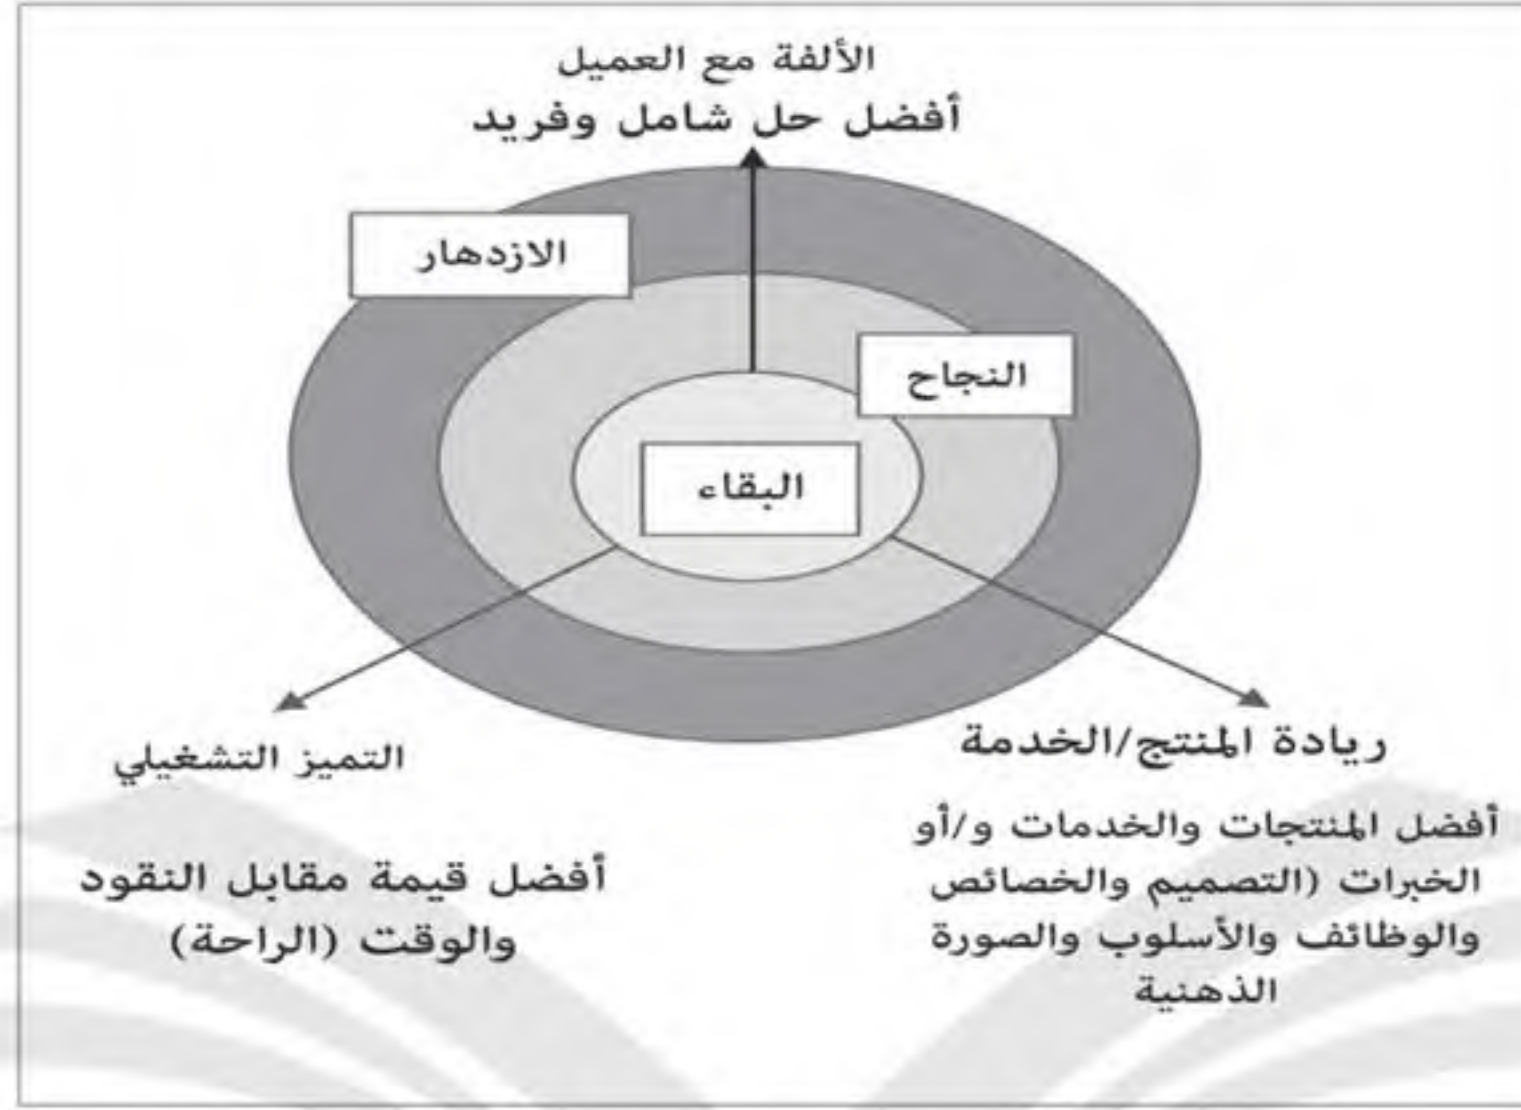 الألفة مع العميل
أفضل حل شامل وفريد
الازدهار
النجاح
البقاء
ريادة المنتج/الخدمة
أفضل المنتجات والخدمات و/أو
الخبرات (التصميم والخصائص
والوظائف والأسلوب والصورة
الذهنية
التميز التشغيلي
أفضل قيمة مقابل النقود
والوقت (الراحة)